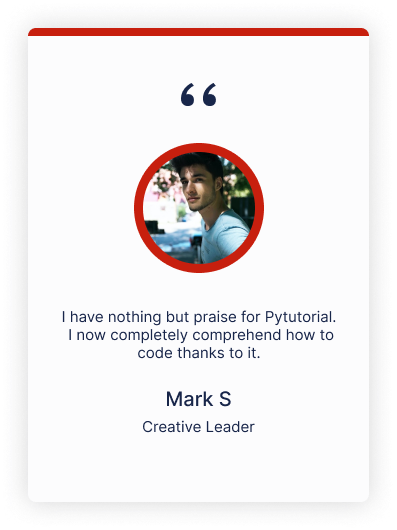 “
I have nothing but praise for Pytutorial.
I now completely comprehend how to
code thanks to it.
Mark S
Creative Leader